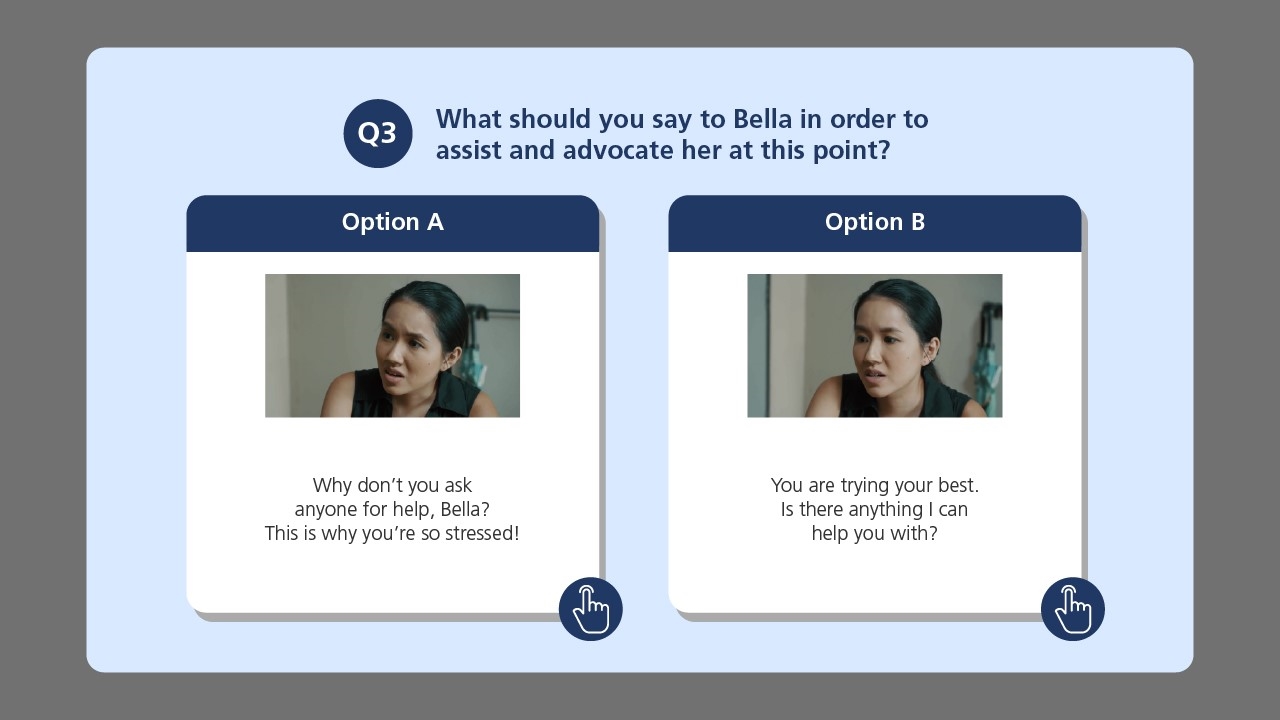 Q3
What should you say to Bella in order to
assist and advocate her at this point?
Option A
Why don’t you ask
anyone for help, Bella?
This is why you’re so stressed!
Option B
You are trying your best.
Is there anything I can
help you with?